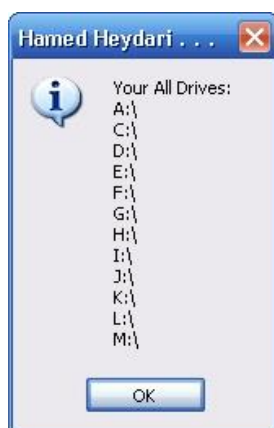 Hamed Heydari . . .
Your All Drives:
A:\
C:\
D:\
E:\
F:\
G:\
H:\
I:\
J:\
K:\
L:\
M:\
OK